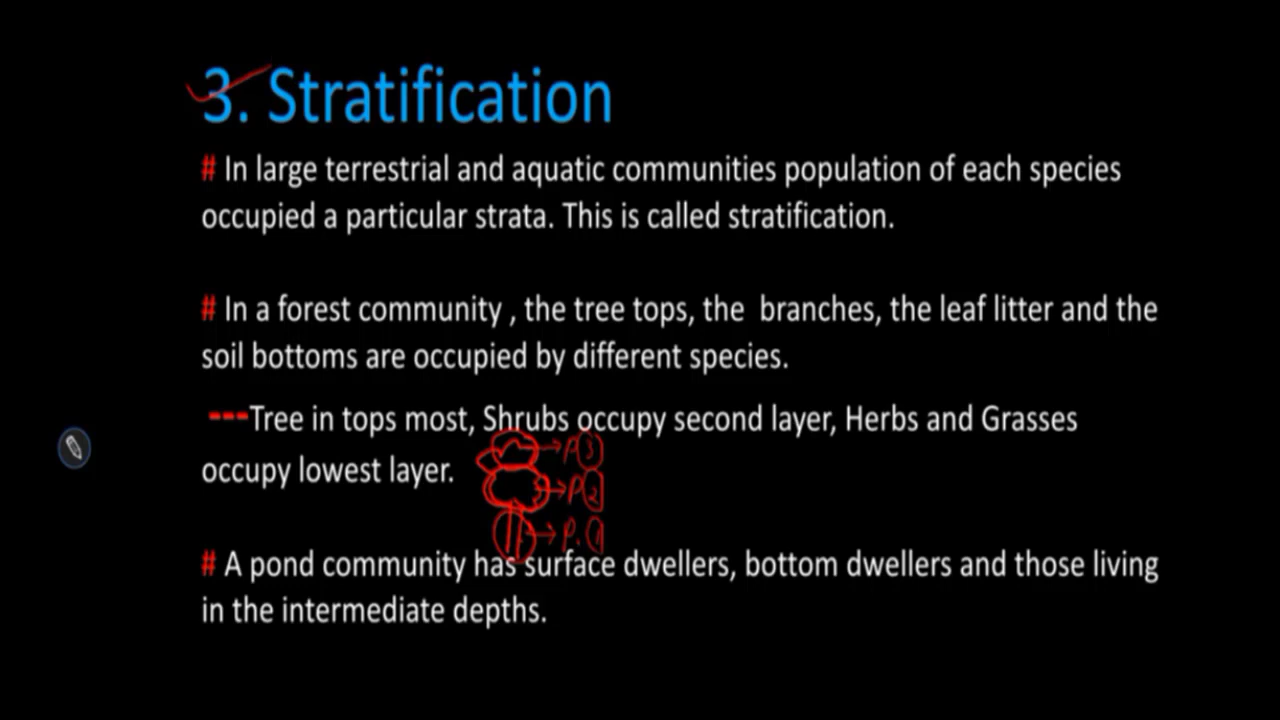 3. Stratification
# In large terrestrial and aquatic communities population of each species
occupied a particular strata. This is called stratification.
# In a forest community , the tree tops, the branches, the leaf litter and the
soil bottoms are occupied by different species.
---Tree in tops most, Shrubs occupy second layer, Herbs and Grasses
P 3
occupy lowest layer.
P 2
P. 1
# A pond community has surface dwellers, bottom dwellers and those living
in the intermediate depths.